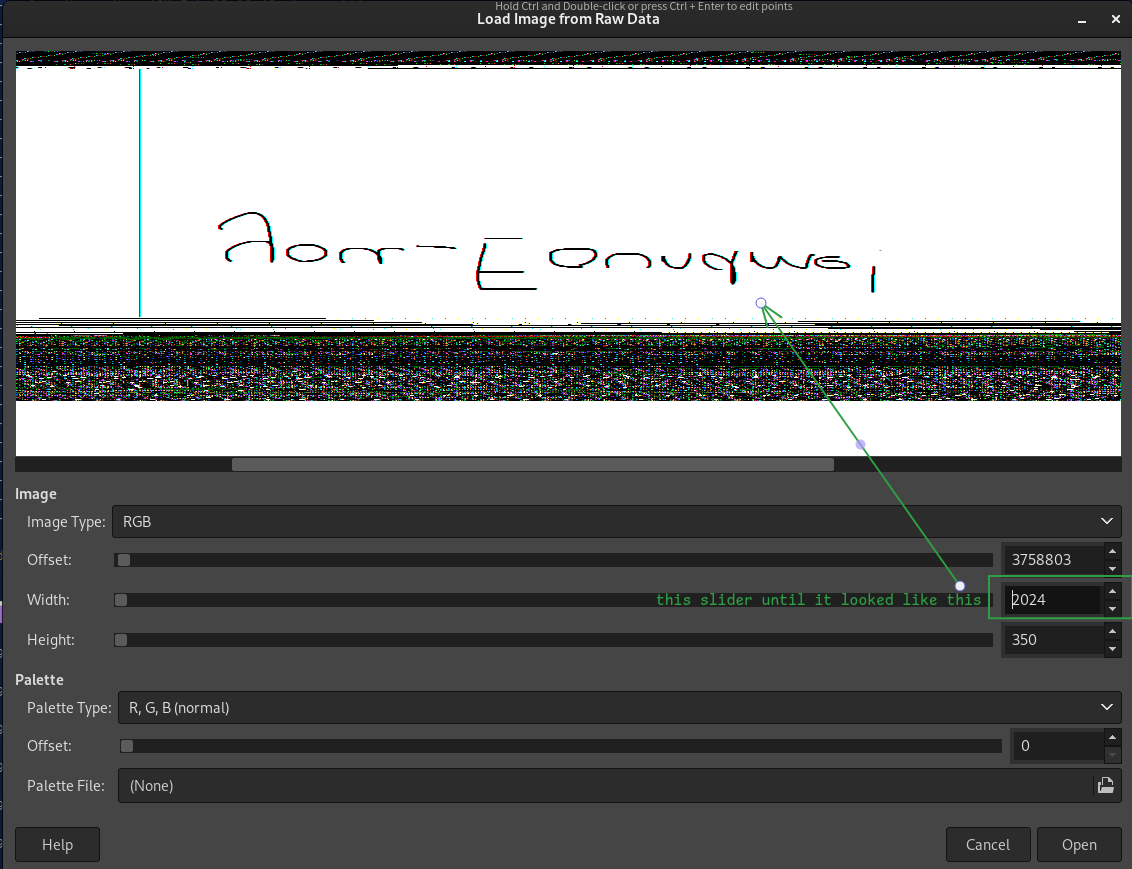 Hold Ctrl and Double-click or press Ctrl + Enter to edit points
Load Image from Raw Data
Image
Image Type: RGB
Offset: 3758803
Width: this slider until it looked like this 2024
Height: 350
Palette
Palette Type: R, G, B (normal)
Offset: 0
Palette File: (None)
Help Cancel Open